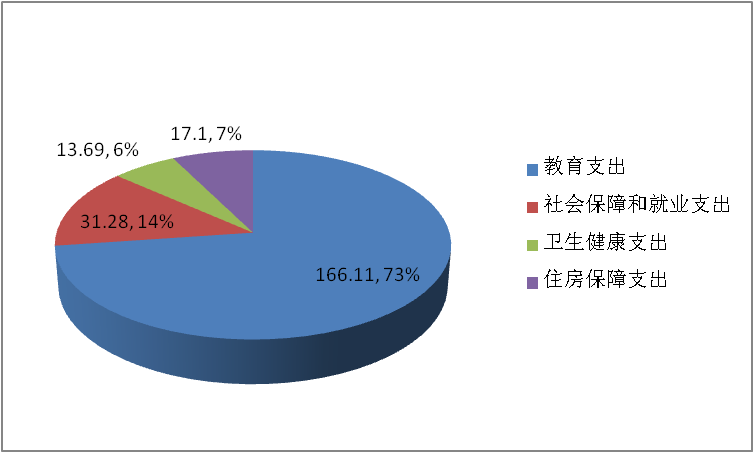 17.1, 7%
13.69, 6%
31.28, 14%
166.11, 73%
教育支出
社会保障和就业支出
卫生健康支出
住房保障支出